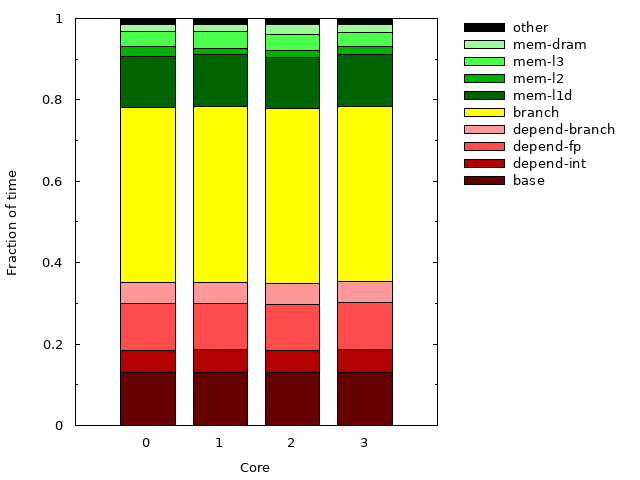 1
0.8
0.6
0.4
0.2
0
Fraction of time
0 1 2 3
Core
other
mem-dram
mem-l3
mem-l2
mem-l1d
branch
depend-branch
depend-fp
depend-int
base